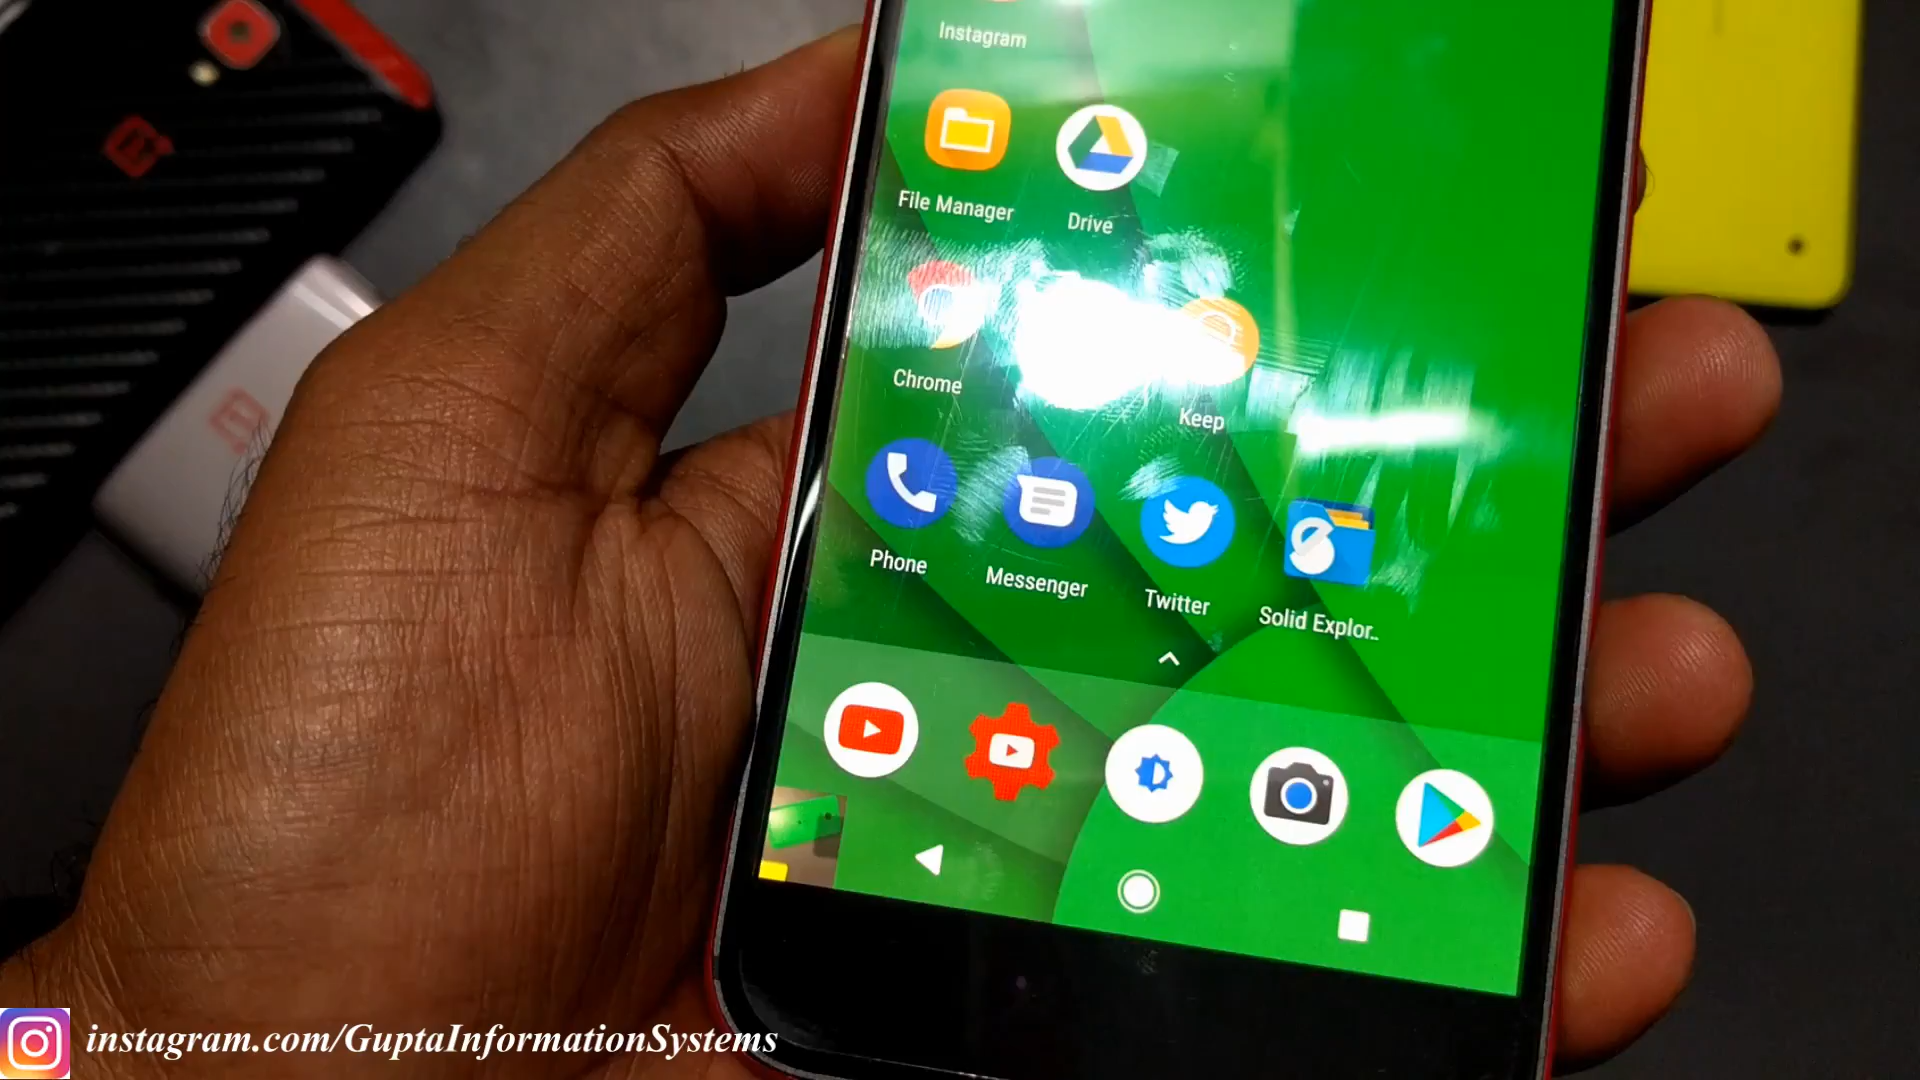 Instagram
File Manager
Drive
Chrome
Keep
Phone
Messenger
Twitter
Solid Explor..
instagram.com/GuptaInformationSystems